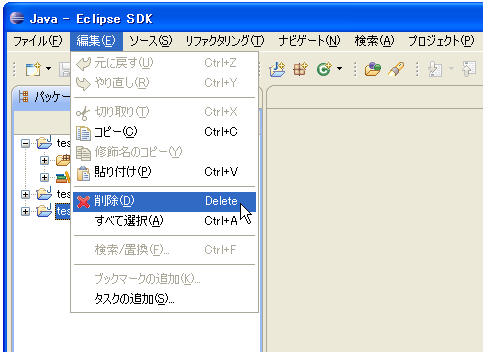 Java - Eclipse SDK
ファイル(F) 編集(E) ソース(S) リファクタリング(T) ナビゲート(N) 検索(A) プロジェクト(P)
元に戻す(U) Ctrl+Z
やり直し(R) Ctrl+Y
パッケー
切り取り(T) Ctrl+X
コピー(C) Ctrl+C
修飾名のコピー(Y)
貼り付け(P) Ctrl+V
削除(D) Delete
すべて選択(A) Ctrl+A
検索/置換(F)... Ctrl+F
ブックマークの追加(K)...
タスクの追加(S)...
tes
tes
tes